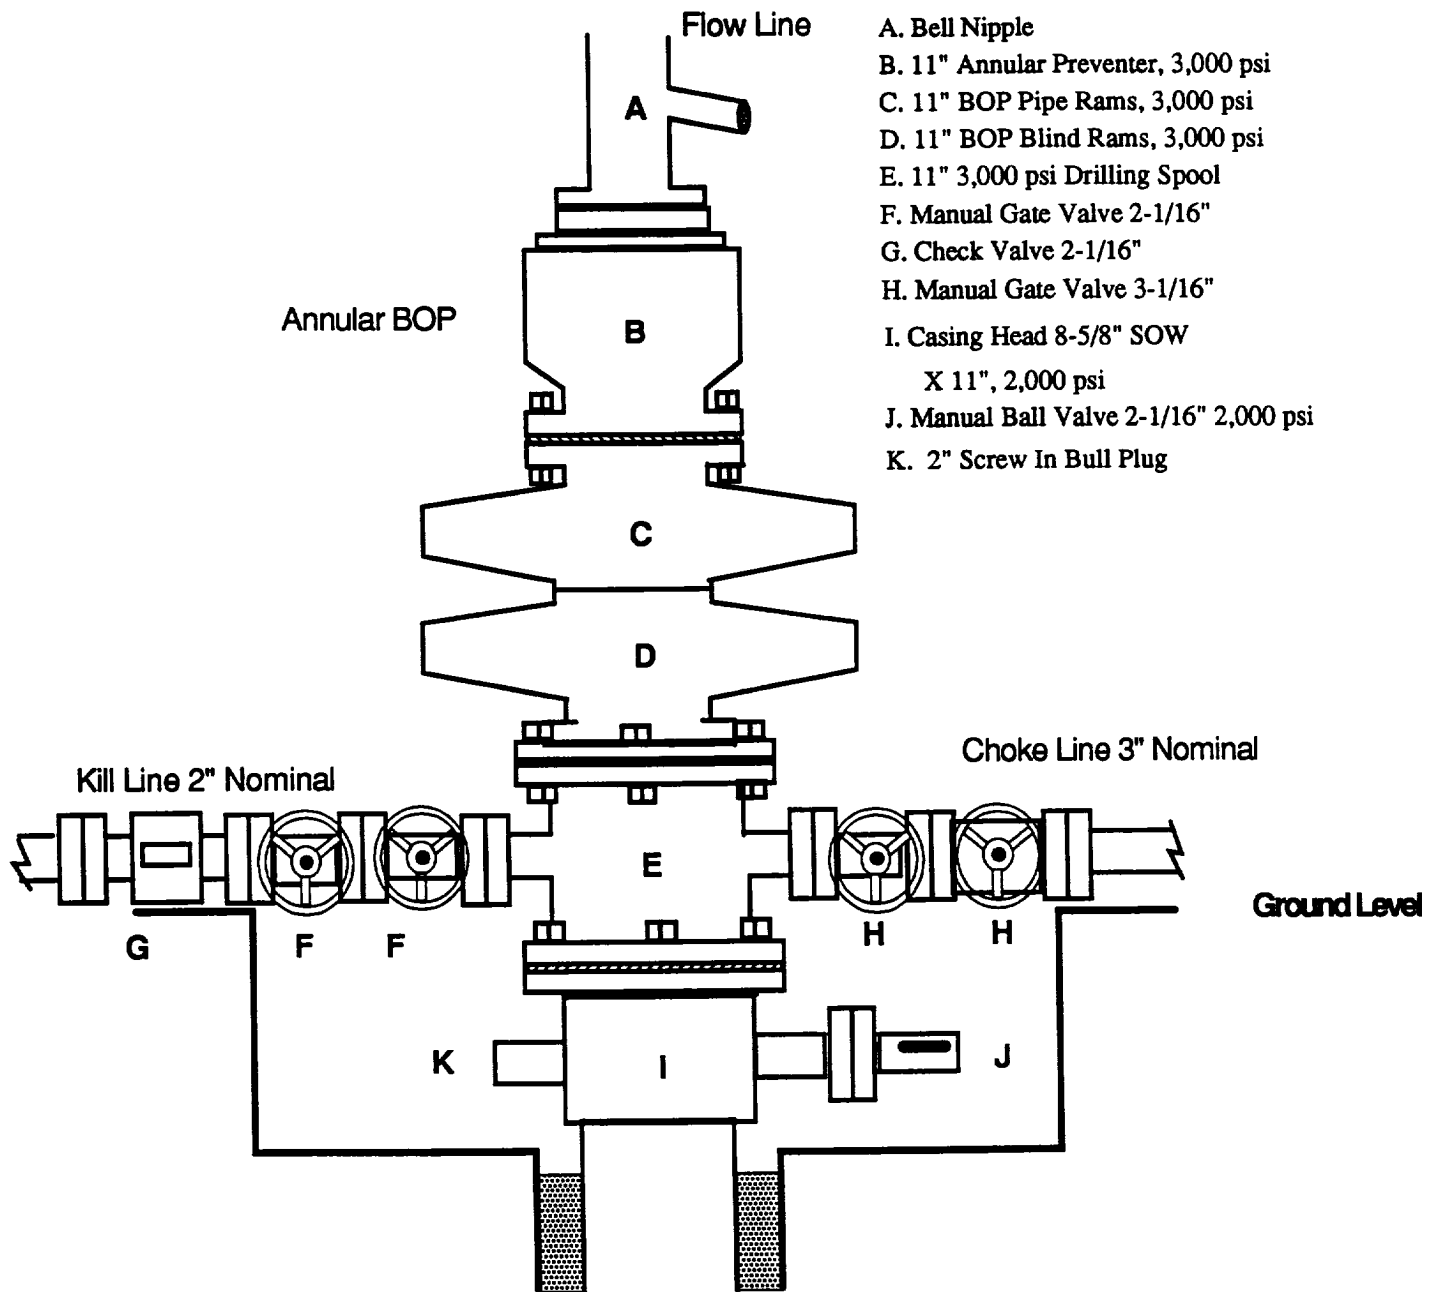 Flow Line
A. Bell Nipple
B. 11" Annular Preventer, 3,000 psi
C. 11" BOP Pipe Rams, 3,000 psi
D. 11" BOP Blind Rams, 3,000 psi
E. 11" 3,000 psi Drilling Spool
F. Manual Gate Valve 2-1/16"
G. Check Valve 2-1/16"
H. Manual Gate Valve 3-1/16"
I. Casing Head 8-5/8" SOW
X 11", 2,000 psi
J. Manual Ball Valve 2-1/16" 2,000 psi
K. 2" Screw In Bull Plug
A
Annular BOP
B
C
D
Kill Line 2" Nominal
Choke Line 3" Nominal
E
Ground Level
G
F
F
H
H
K
I
J